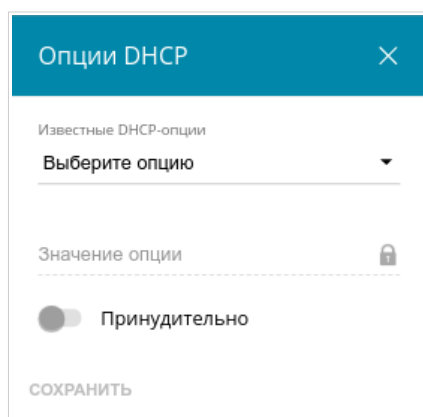 Опции DHCP
Известные DHCP-опции
Выберите опцию
Значение опции
Принудительно
СОХРАНИТЬ